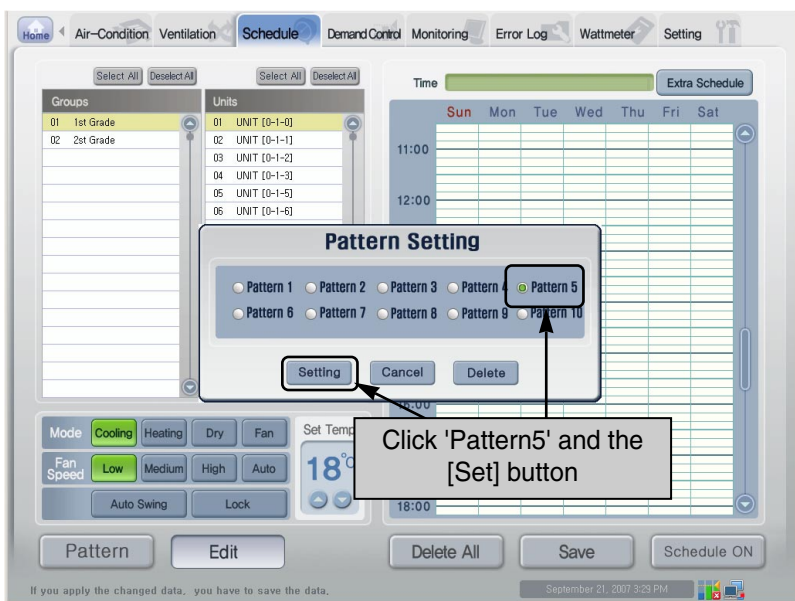 Home Air-Condition Ventilation Schedule Demand Control Monitoring Error Log Wattmeter Setting
Select All Deselect All Select All Deselect All
Time Extra Schedule
Groups Units
Sun Mon Tue Wed Thu Fri Sat
01 1st Grade 01 UNIT [0-1-0]
02 2st Grade 02 UNIT [0-1-1]
11:00
03 UNIT [0-1-2]
04 UNIT [0-1-3]
05 UNIT [0-1-5]
12:00
06 UNIT [0-1-6]
Pattern Setting
Pattern 1 Pattern 2 Pattern 3 Pattern 4 Pattern 5
Pattern 6 Pattern 7 Pattern 8 Pattern 9 Pattern 10
Setting Cancel Delete
16:00
Click 'Pattern5' and the
[Set] button
Mode Cooling Heating Dry Fan
Set Temp
Fan Speed Low Medium High Auto
18°C
Auto Swing Lock
18:00
Pattern Edit Delete All Save Schedule ON
If you apply the changed data, you have to save the data.
September 21, 2007 3:29 PM